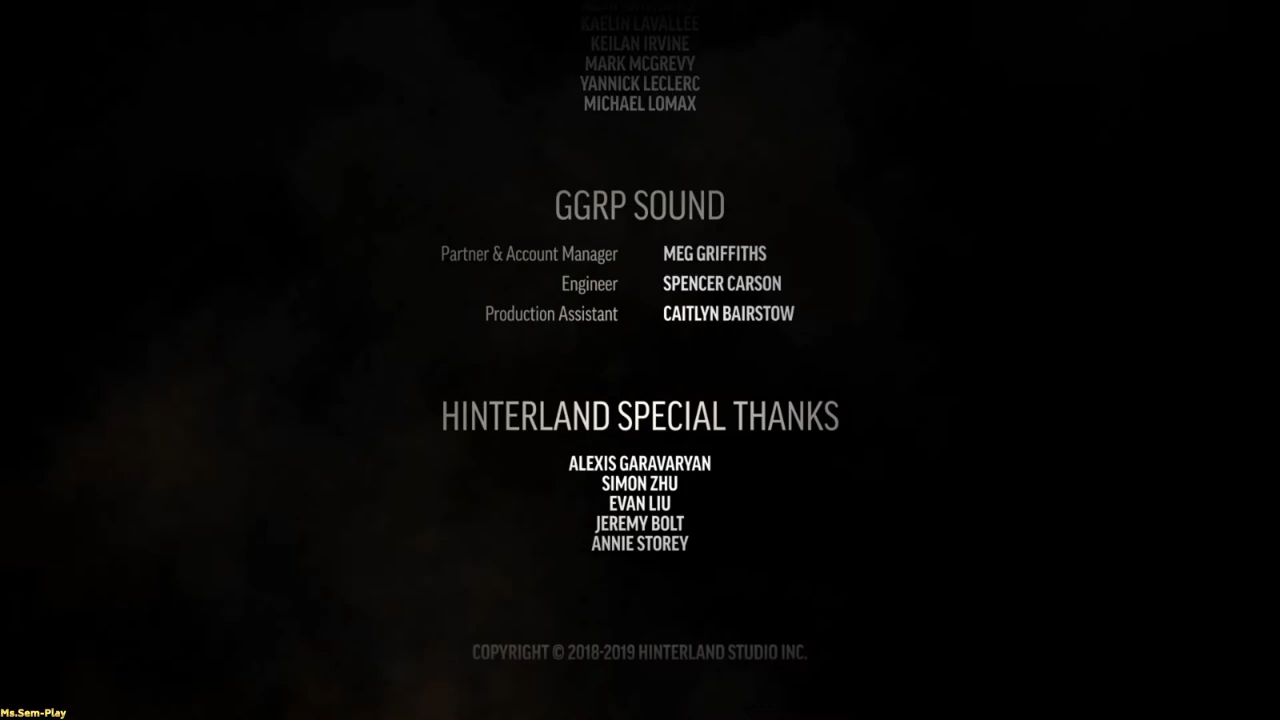 KAELIN LAVALLEE
KEILAN IRVINE
MARK MCGREVY
YANNICK LECLERC
MICHAEL LOMAX
GGRP SOUND
Partner & Account Manager MEG GRIFFITHS
Engineer SPENCER CARSON
Production Assistant CAITLYN BAIRSTOW
HINTERLAND SPECIAL THANKS
ALEXIS GARAVARYAN
SIMON ZHU
EVAN LIU
JEREMY BOLT
ANNIE STOREY
COPYRIGHT © 2018-2019 HINTERLAND STUDIO INC.
Ms.Sem-Play